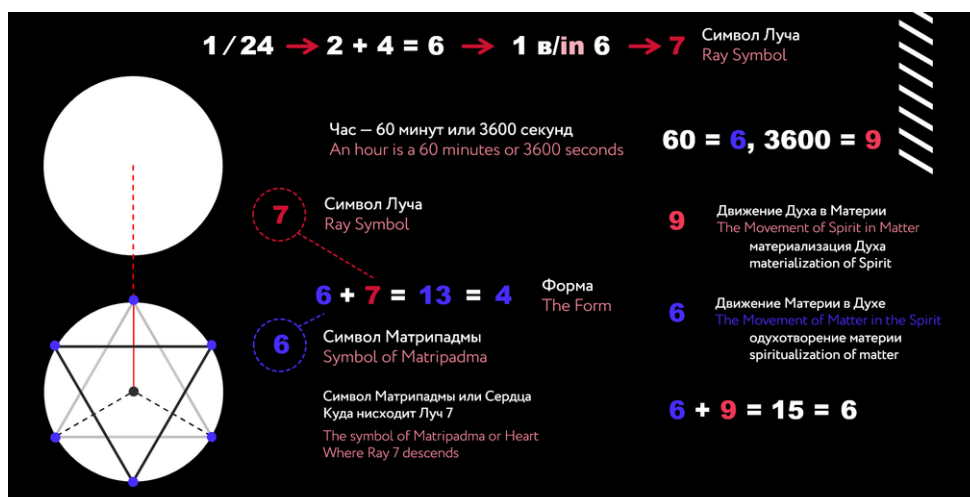 1/24 → 2 + 4 = 6 → 1 в/in 6 → 7
Символ Луча
Ray Symbol
Час — 60 минут или 3600 секунд
An hour is a 60 minutes or 3600 seconds
60 = 6, 3600 = 9
7
Символ Луча
Ray Symbol
6 + 7 = 13 = 4
Форма
The Form
6
Символ Матрипадмы
Symbol of Matripadma
Символ Матрипадмы или Сердца
Куда нисходит Луч 7
The symbol of Matripadma or Heart
Where Ray 7 descends
9
Движение Духа в Материи
The Movement of Spirit in Matter
материализация Духа
materialization of Spirit
6
Движение Материи в Духе
The Movement of Matter in the Spirit
одухотворение материи
spiritualization of matter
6 + 9 = 15 = 6